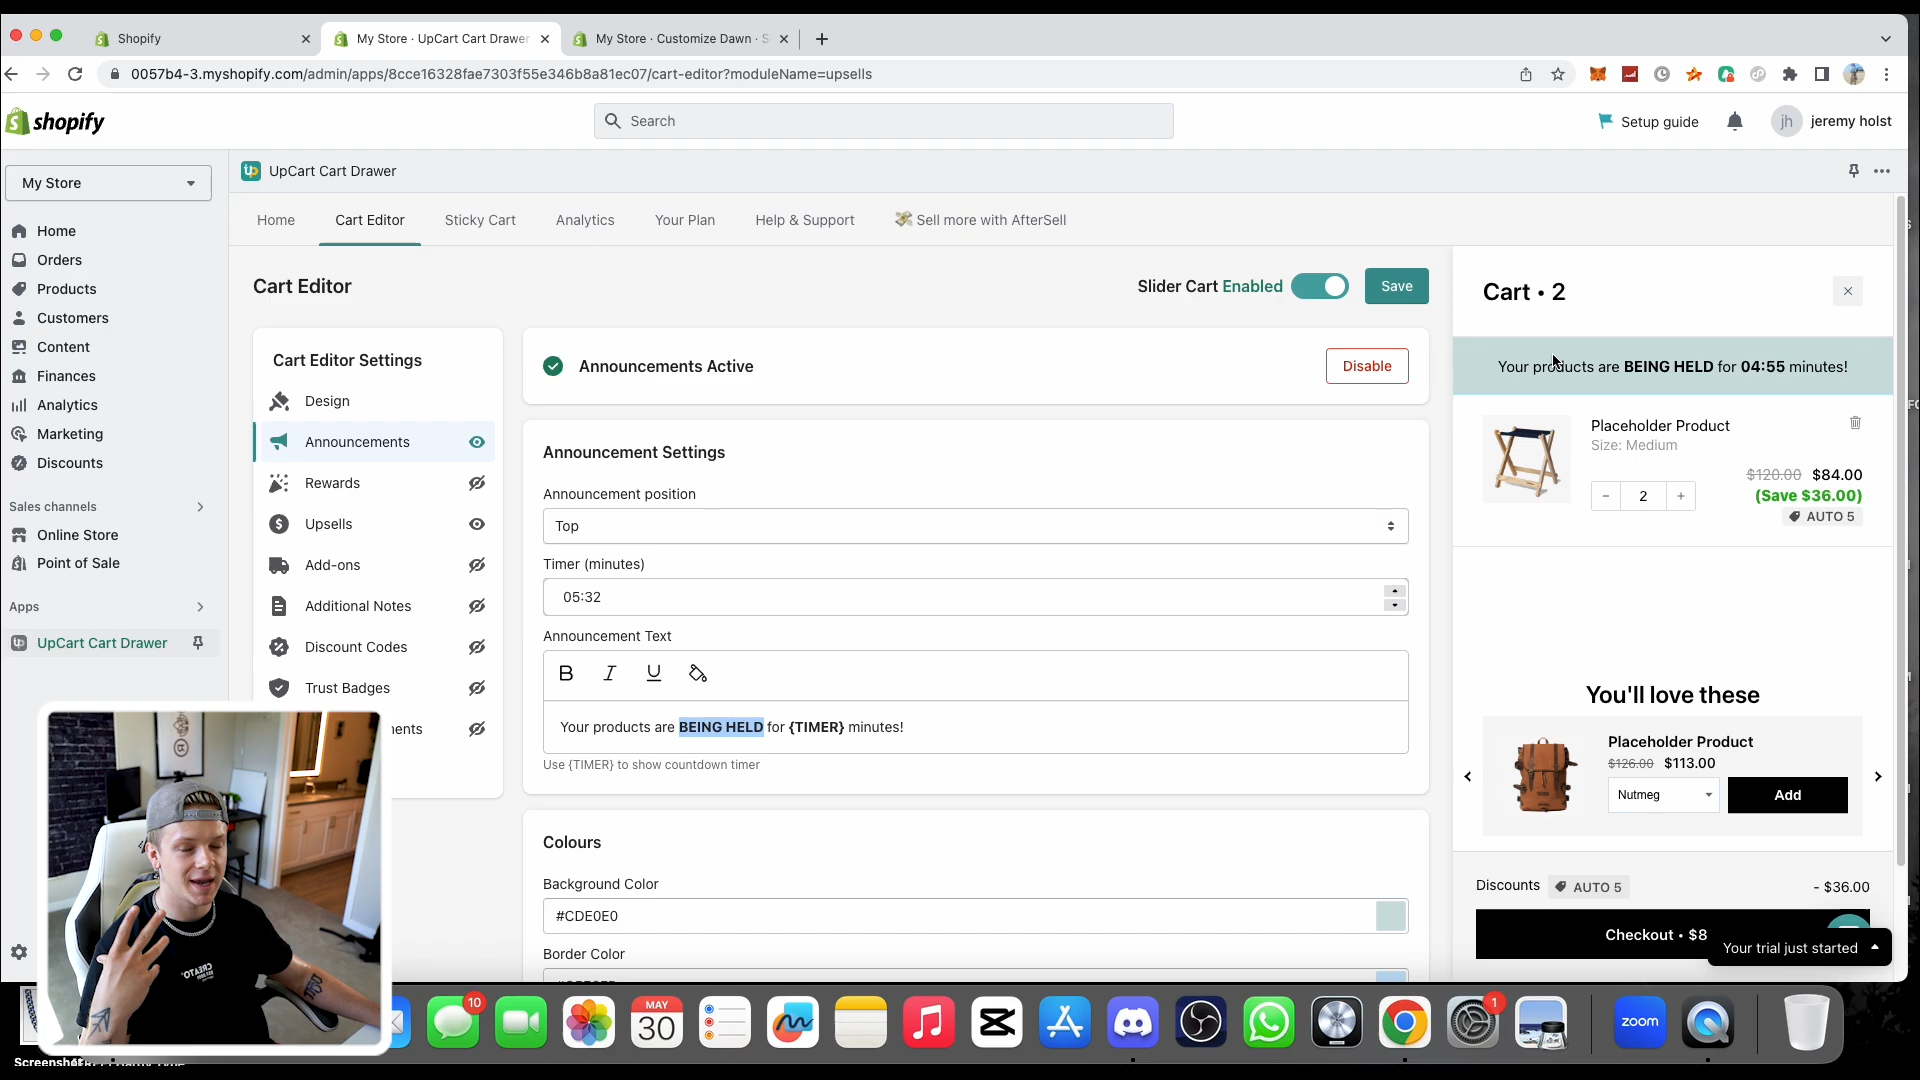 Shopify
My Store · UpCart Cart Drawer
My Store · Customize Dawn · S
0057b4-3.myshopify.com/admin/apps/8cce16328fae7303f55e346b8a81ec07/cart-editor?moduleName=upsells
shopify
Search
Setup guide
jh
jeremy holst
My Store
UpCart Cart Drawer
Home
Cart Editor
Sticky Cart
Analytics
Your Plan
Help & Support
💸 Sell more with AfterSell
Home
Orders
Products
Customers
Content
Finances
Analytics
Marketing
Discounts
Sales channels
Online Store
Point of Sale
Apps
UpCart Cart Drawer
Cart Editor
Slider Cart Enabled
Save
Cart Editor Settings
Design
Announcements
Rewards
Upsells
Add-ons
Additional Notes
Discount Codes
Trust Badges
ents
Announcements Active
Disable
Announcement Settings
Announcement position
Top
Timer (minutes)
05:32
Announcement Text
B I U
Your products are BEING HELD for {TIMER} minutes!
Use {TIMER} to show countdown timer
Colours
Background Color
#CDE0E0
Border Color
Cart • 2
Your products are BEING HELD for 04:55 minutes!
Placeholder Product
Size: Medium
$120.00 $84.00
− 2 +
(Save $36.00)
AUTO 5
You'll love these
Placeholder Product
$126.00 $113.00
Nutmeg
Add
Discounts AUTO 5 - $36.00
Checkout • $8
Your trial just started
10
MAY
30
1
zoom